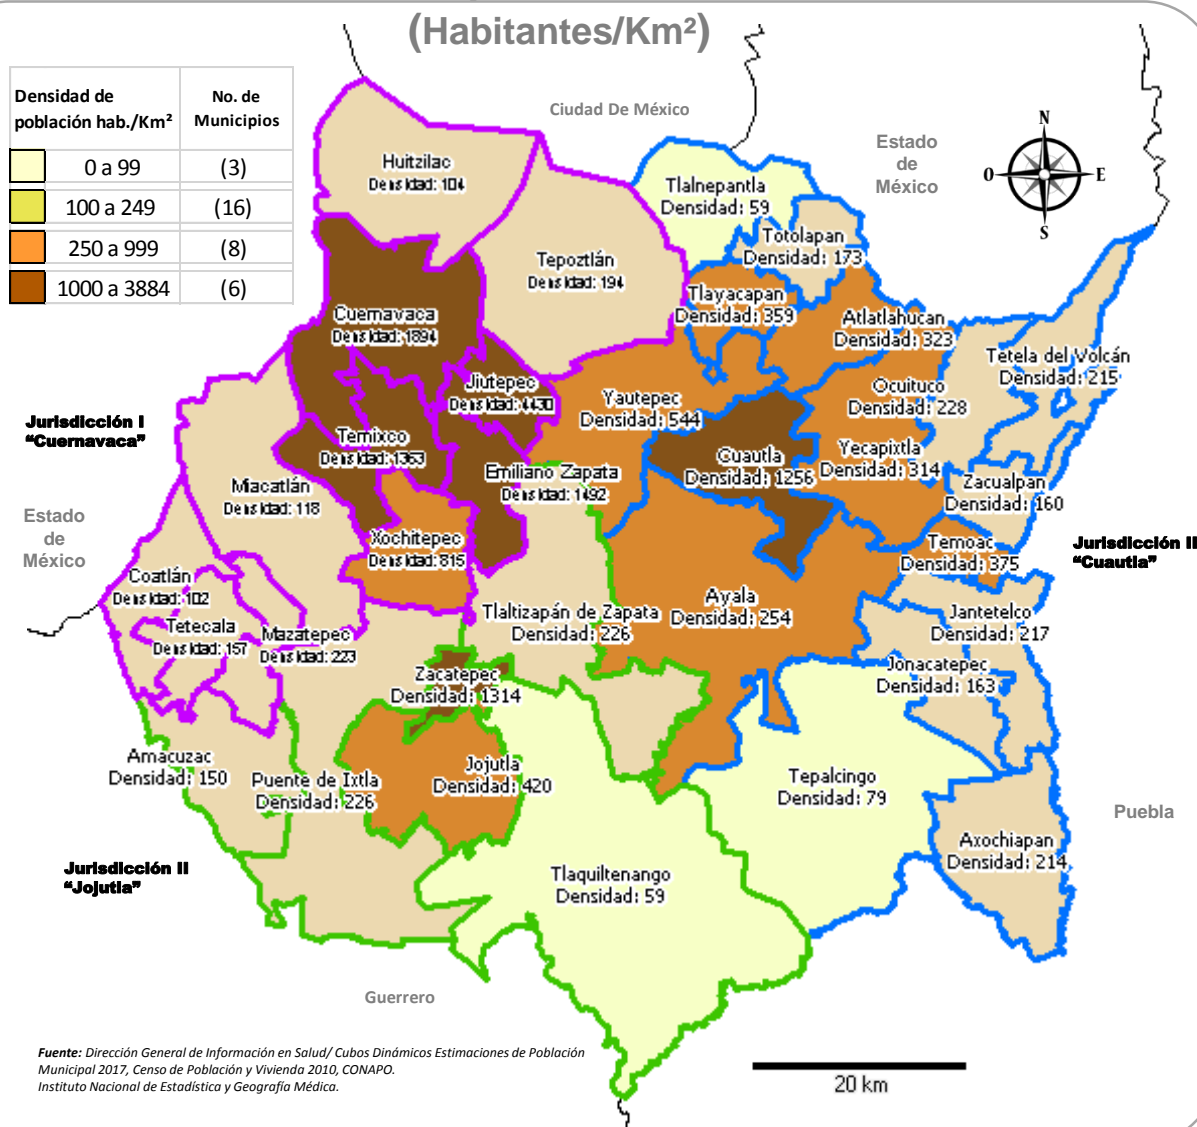 (Habitantes/Km²)
Densidad de población hab./Km² No. de Municipios
0 a 99 (3)
100 a 249 (16)
250 a 999 (8)
1000 a 3884 (6)
Ciudad De México
Estado
de
México
N
O E
S
Huitzilac
Densidad: 104
Tlalnepantla
Densidad: 59
Totolapan
Densidad: 173
Tepoztlán
Densidad: 194
Tlayacapan
Densidad: 359
Cuernavaca
Densidad: 1894
Atlatlahucan
Densidad: 323
Tetela del Volcán
Densidad: 215
Jiutepec
Densidad: 4430
Yautepec
Densidad: 544
Ocuituco
Densidad: 228
Jurisdicción I
“Cuernavaca”
Temixco
Densidad: 1363
Cuautla
Densidad: 1256
Yecapixtla
Densidad: 314
Emiliano Zapata
Densidad: 1492
Miacatlán
Densidad: 118
Zacualpan
Densidad: 160
Estado
de
México
Xochitepec
Densidad: 815
Temoac
Densidad: 375
Jurisdicción III
“Cuautla”
Coatlán
Densidad: 102
Tetecala
Densidad: 157
Mazatepec
Densidad: 223
Tlaltizapán de Zapata
Densidad: 226
Ayala
Densidad: 254
Jantetelco
Densidad: 217
Jonacatepec
Densidad: 163
Zacatepec
Densidad: 1314
Amacuzac
Densidad: 150
Puente de Ixtla
Densidad: 226
Jojutla
Densidad: 420
Tepalcingo
Densidad: 79
Puebla
Axochiapan
Densidad: 214
Jurisdicción II
“Jojutla”
Tlaquiltenango
Densidad: 59
Guerrero
Fuente: Dirección General de Información en Salud/ Cubos Dinámicos Estimaciones de Población
Municipal 2017, Censo de Población y Vivienda 2010, CONAPO.
Instituto Nacional de Estadística y Geografía Médica.
20 km